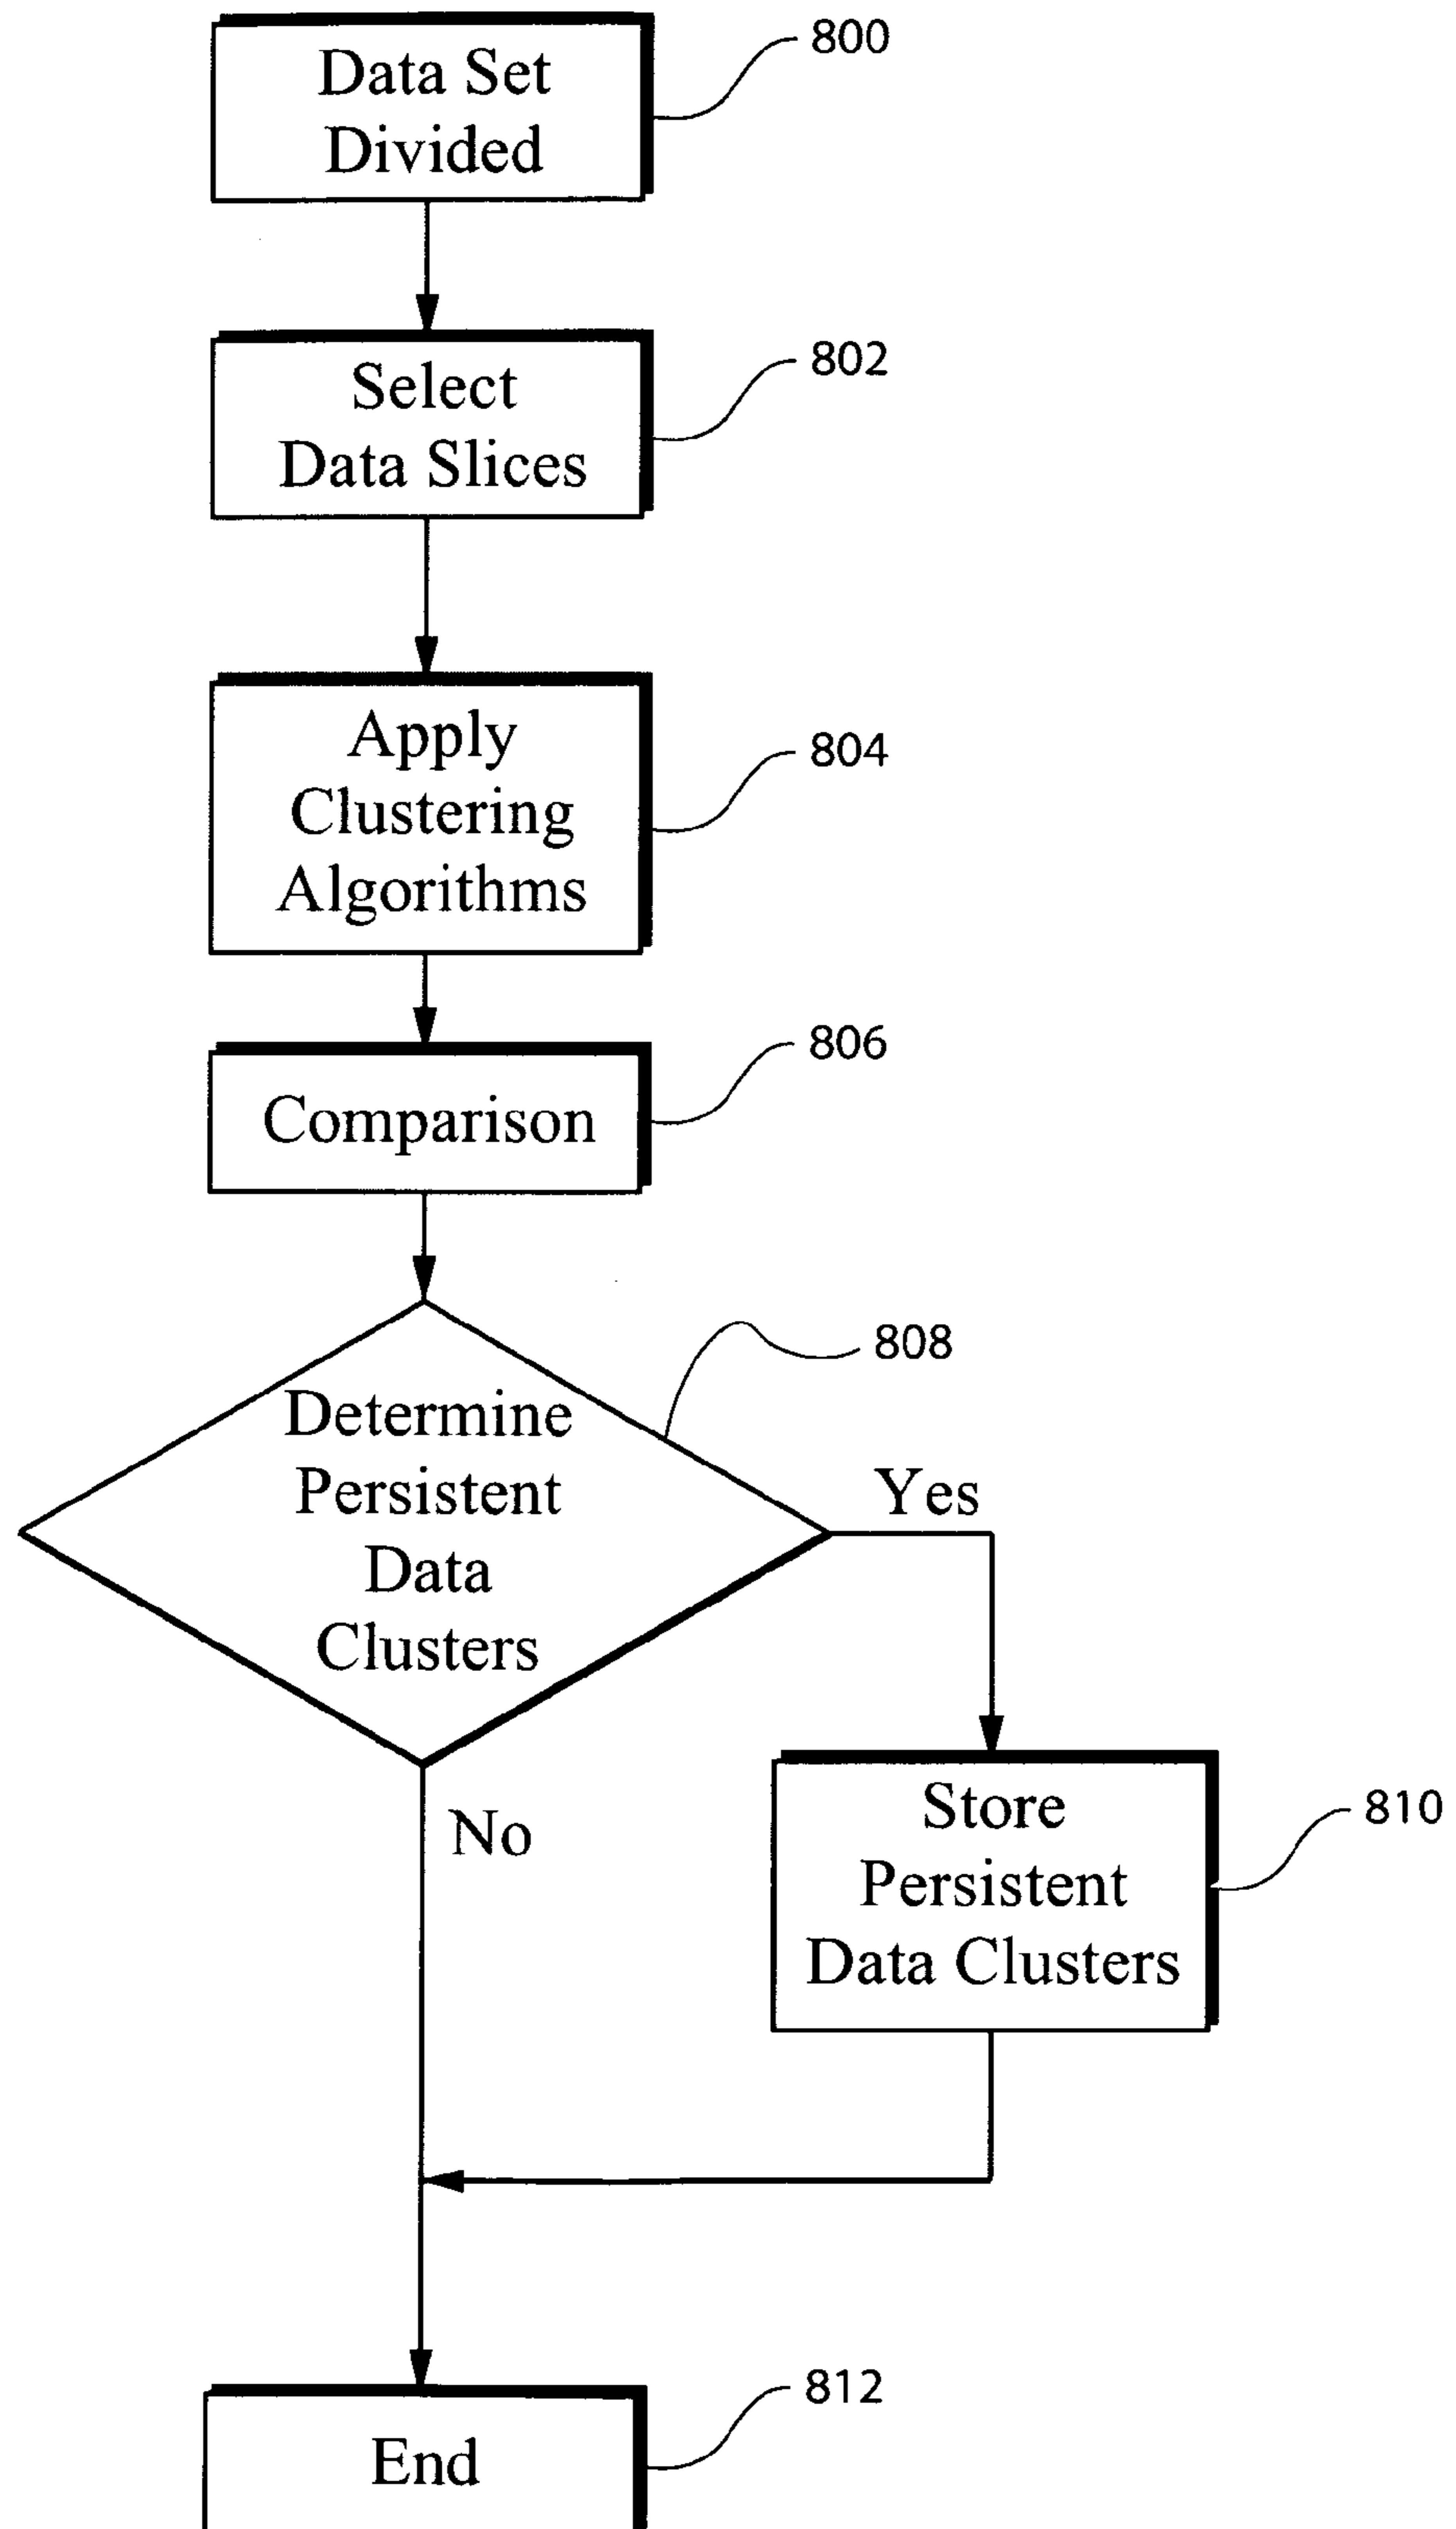 Data Set
Divided
800
Select
Data Slices
802
Apply
Clustering
Algorithms
804
Comparison
806
Determine
Persistent
Data
Clusters
808
Yes
No
Store
Persistent
Data Clusters
810
End
812